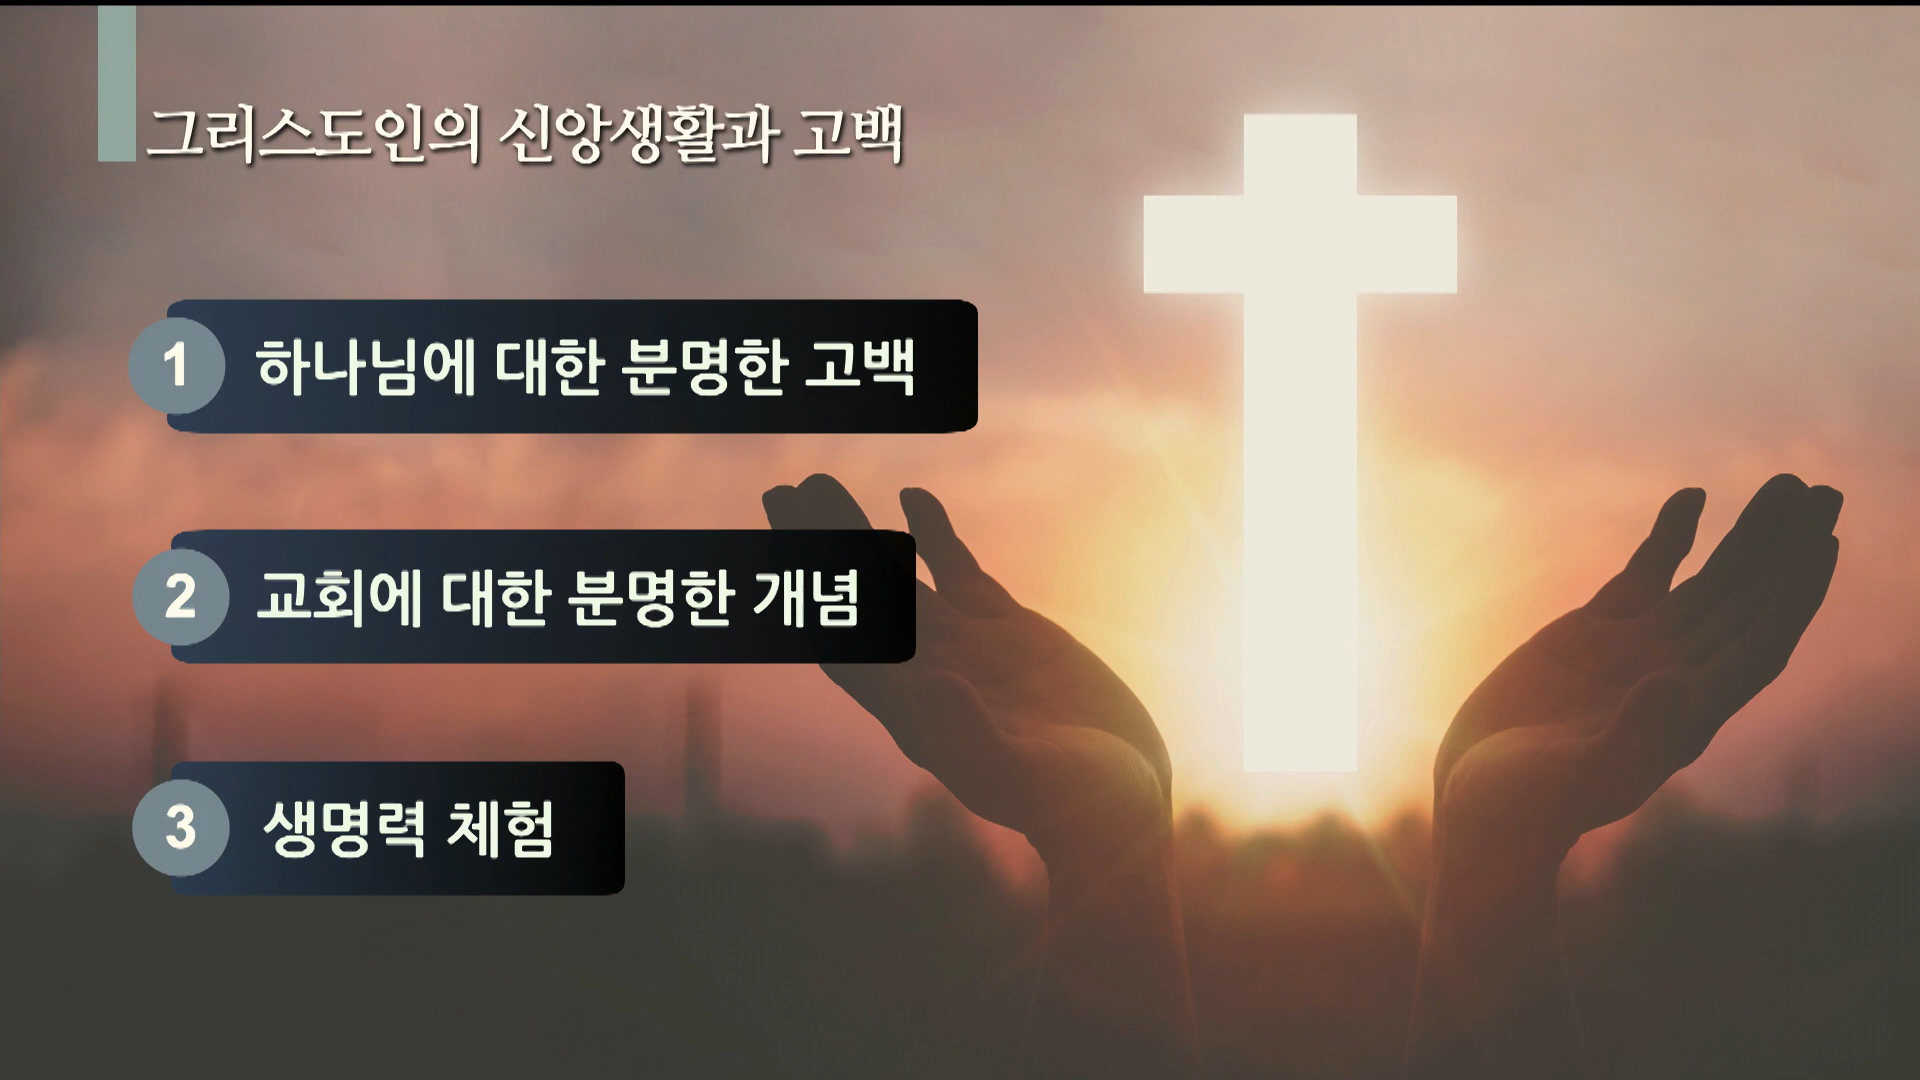 그리스도인의 신앙생활과 고백
1 하나님에 대한 분명한 고백
2 교회에 대한 분명한 개념
3 생명력 체험